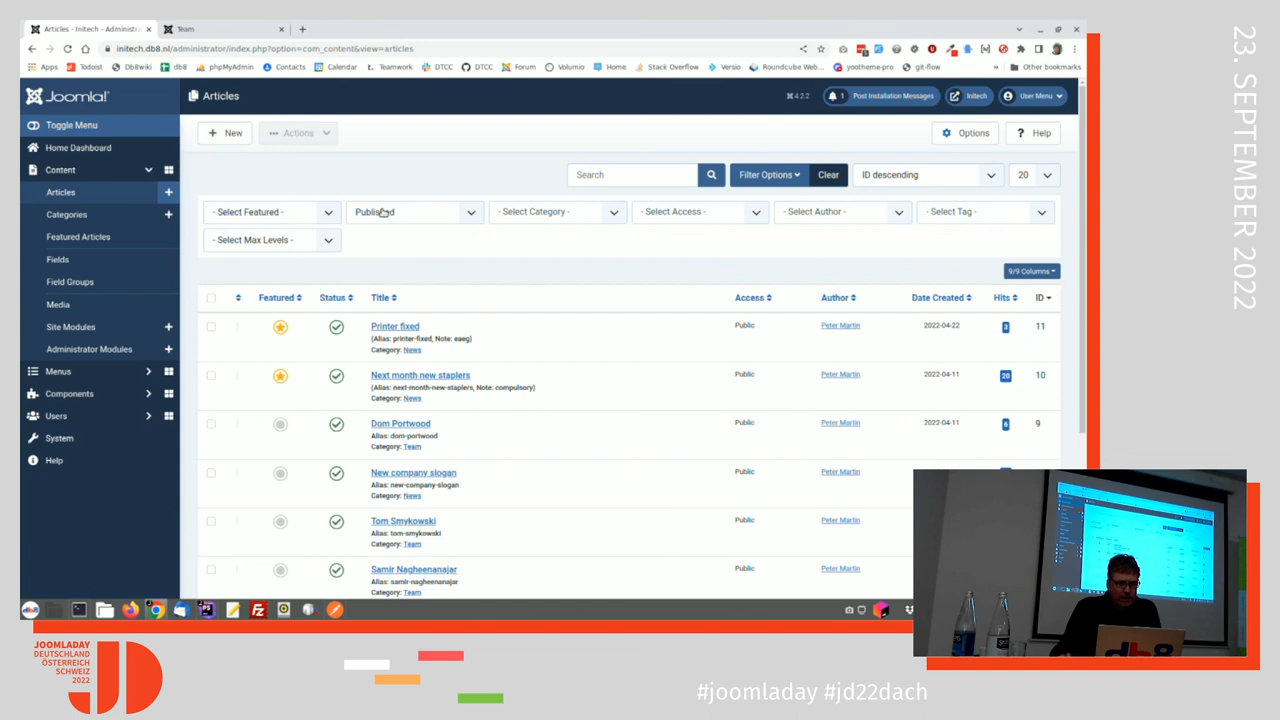 Articles - Initech - Administra
Team
initech.db8.nl/administrator/index.php?option=com_content&view=articles
Apps
Todoist
Db8wiki
db8
phpMyAdmin
Contacts
Calendar
Teamwork
DTCC
DTCC
Forum
Volumio
Home
Stack Overflow
Versio
Roundcube Web...
yootheme-pro
git-flow
»
Other bookmarks
Joomla!
Articles
4.2.2
1
Post Installation Messages
Initech
User Menu
Toggle Menu
Home Dashboard
Content
Articles
Categories
Featured Articles
Fields
Field Groups
Media
Site Modules
Administrator Modules
Menus
Components
Users
System
Help
+ New
Actions
Options
? Help
Search
Filter Options
Clear
ID descending
20
- Select Featured -
Published
- Select Category -
- Select Access -
- Select Author -
- Select Tag -
- Select Max Levels -
9/9 Columns
Featured
Status
Title
Access
Author
Date Created
Hits
ID
Printer fixed
(Alias: printer-fixed, Note: eaeg)
Category: News
Public
Peter Martin
2022-04-22
3
11
Next month new staplers
(Alias: next-month-new-staplers, Note: compulsory)
Category: News
Public
Peter Martin
2022-04-11
20
10
Dom Portwood
Alias: dom-portwood
Category: Team
Public
Peter Martin
2022-04-11
6
9
New company slogan
Alias: new-company-slogan
Category: News
Public
Peter Martin
Tom Smykowski
Alias: tom-smykowski
Category: Team
Public
Peter Martin
Samir Nagheenanajar
Alias: samir-nagheenanajar
Category: Team
Public
Peter Martin
db8
db8
23. SEPTEMBER 2022
JOOMLADAY
DEUTSCHLAND
ÖSTERREICH
SCHWEIZ
2022
JD
#joomladay #jd22dach